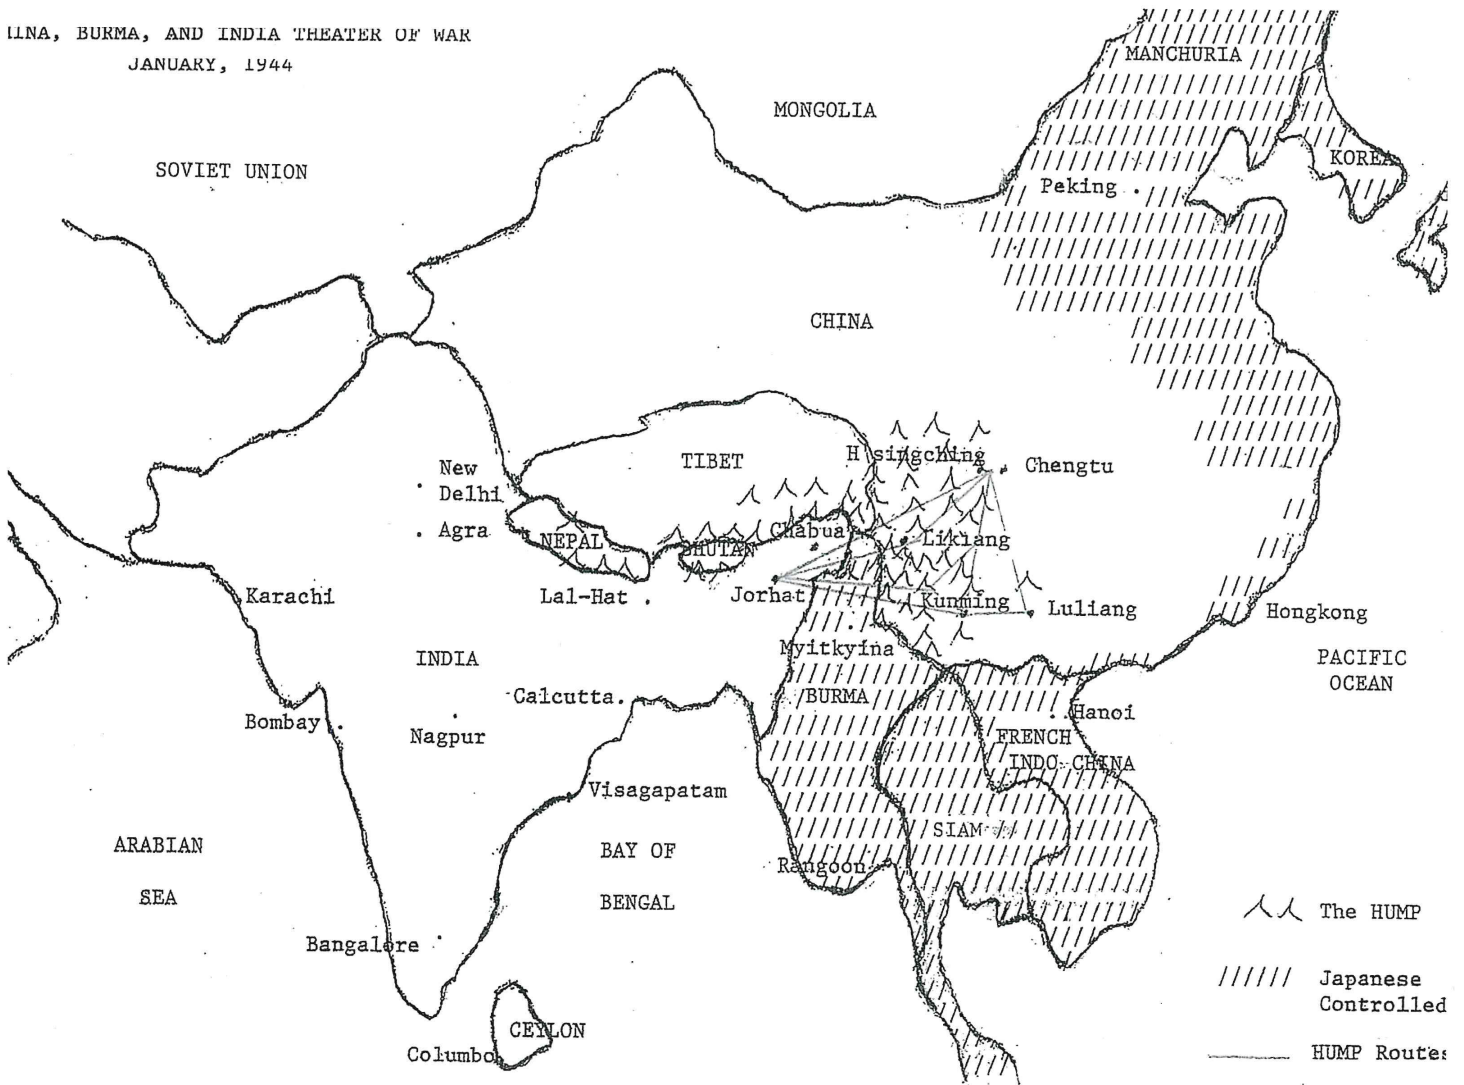 INA, BURMA, AND INDIA THEATER OF WAR
JANUARY, 1944
MANCHURIA
MONGOLIA
KOREA
SOVIET UNION
Peking
CHINA
TIBET
H singching
Chengtu
New
Delhi
Agra
NEPAL
BHUTAN
Chabua
Likiang
Karachi
Lal-Hat
Jorhat
Kunming
Luliang
Hongkong
Myitkyina
INDIA
PACIFIC
OCEAN
Calcutta
BURMA
Bombay
Nagpur
Hanoi
FRENCH
INDO-CHINA
Visagapatam
SIAM
ARABIAN
SEA
BAY OF
BENGAL
Rangoon
Bangalore
The HUMP
Japanese
Controlled
CEYLON
Columbo
HUMP Routes